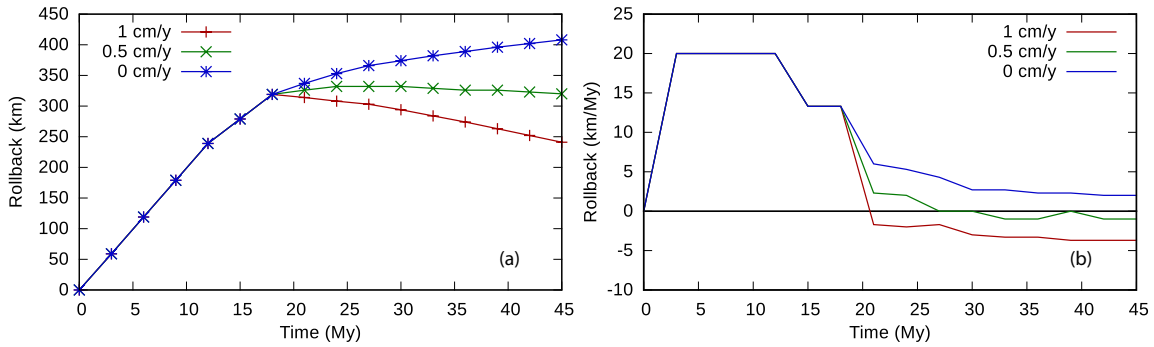 450
400
350
300
250
200
150
100
50
0
Rollback (km)
1 cm/y
0.5 cm/y
0 cm/y
(a)
0 5 10 15 20 25 30 35 40 45
Time (My)
25
20
15
10
5
0
-5
-10
Rollback (km/My)
1 cm/y
0.5 cm/y
0 cm/y
(b)
0 5 10 15 20 25 30 35 40 45
Time (My)